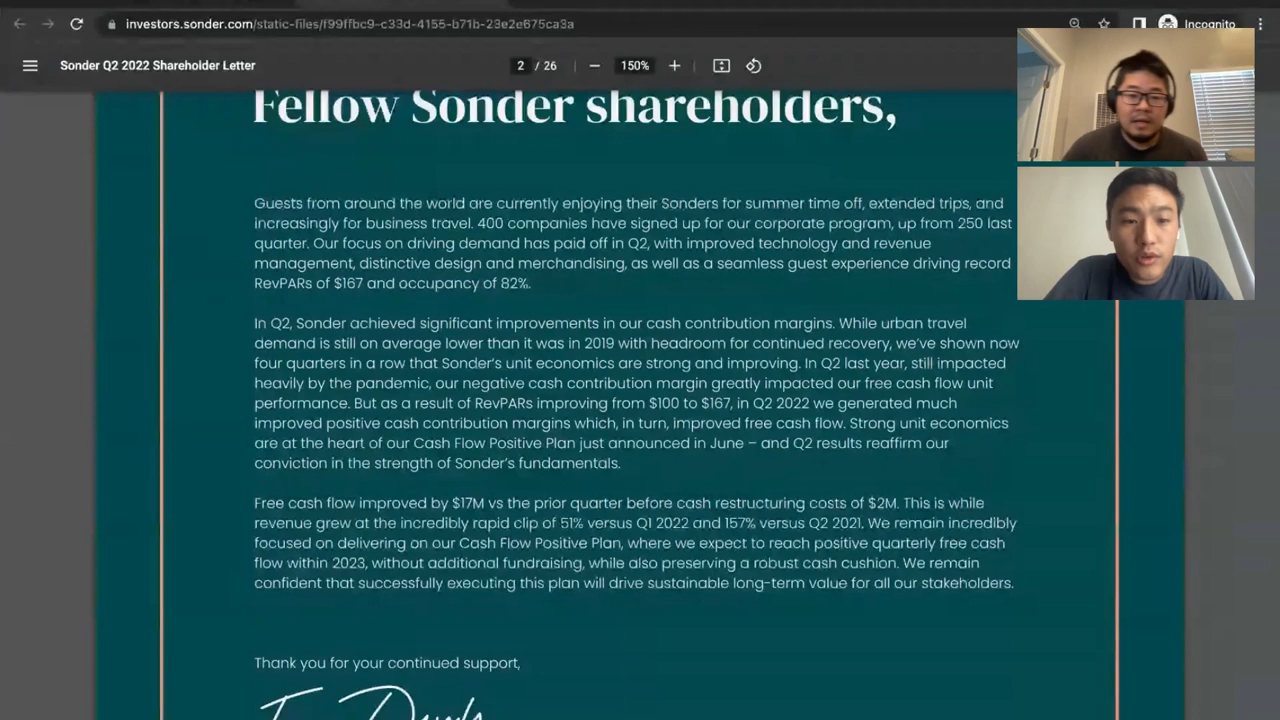 investors.sonder.com/static-files/f99ffbc9-c33d-4155-b71b-23e2e675ca3a
Incognito
Sonder Q2 2022 Shareholder Letter
2 / 26
150%
Fellow Sonder shareholders,
Guests from around the world are currently enjoying their Sonders for summer time off, extended trips, and
increasingly for business travel. 400 companies have signed up for our corporate program, up from 250 last
quarter. Our focus on driving demand has paid off in Q2, with improved technology and revenue
management, distinctive design and merchandising, as well as a seamless guest experience driving record
RevPARs of $167 and occupancy of 82%.
In Q2, Sonder achieved significant improvements in our cash contribution margins. While urban travel
demand is still on average lower than it was in 2019 with headroom for continued recovery, we've shown now
four quarters in a row that Sonder's unit economics are strong and improving. In Q2 last year, still impacted
heavily by the pandemic, our negative cash contribution margin greatly impacted our free cash flow unit
performance. But as a result of RevPARs improving from $100 to $167, in Q2 2022 we generated much
improved positive cash contribution margins which, in turn, improved free cash flow. Strong unit economics
are at the heart of our Cash Flow Positive Plan just announced in June – and Q2 results reaffirm our
conviction in the strength of Sonder's fundamentals.
Free cash flow improved by $17M vs the prior quarter before cash restructuring costs of $2M. This is while
revenue grew at the incredibly rapid clip of 51% versus Q1 2022 and 157% versus Q2 2021. We remain incredibly
focused on delivering on our Cash Flow Positive Plan, where we expect to reach positive quarterly free cash
flow within 2023, without additional fundraising, while also preserving a robust cash cushion. We remain
confident that successfully executing this plan will drive sustainable long-term value for all our stakeholders.
Thank you for your continued support,